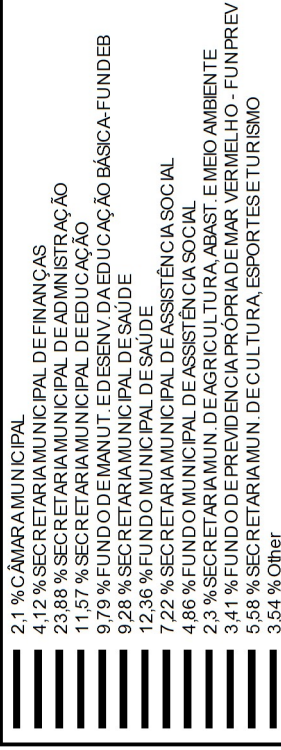 2,1 % CÂMARA MUNICIPAL
4,12 % SECRETARIA MUNICIPAL DE FINANÇAS
23,88 % SECRETARIA MUNICIPAL DE ADMNISTRAÇÃO
11,57 % SECRETARIA MUNICIPAL DE EDUCAÇÃO
9,79 % FUNDO DE MANUT. E DESENV. DA EDUCAÇÃO BÁSICA-FUNDEB
9,28 % SECRETARIA MUNICIPAL DE SAÚDE
12,36 % FUNDO MUNICIPAL DE SAÚDE
7,22 % SECRETARIA MUNICIPAL DE ASSISTÊNCIA SOCIAL
4,86 % FUNDO MUNICIPAL DE ASSISTÊNCIA SOCIAL
2,3 % SECRETARIA MUN. DE AGRICULTURA, ABAST. E MEIO AMBIENTE
3,41 % FUNDO DE PREVIDENCIA PRÓPRIA DE MAR VERMELHO - FUNPREV
5,58 % SECRETARIA MUN. DE CULTURA, ESPORTES E TURISMO
3,54 % Other